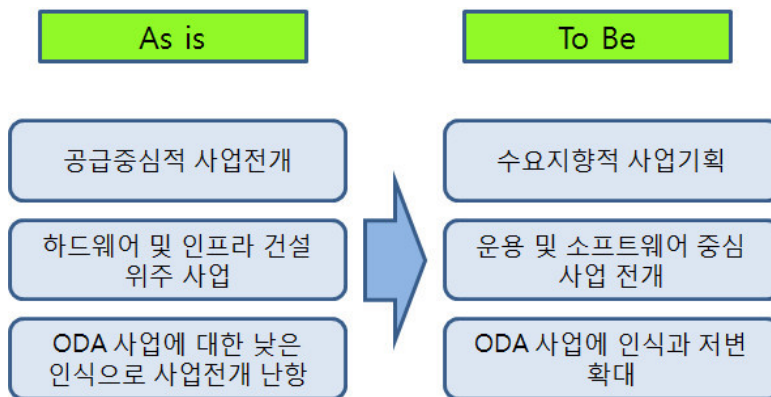 As is
To Be
공급중심적 사업전개
수요지향적 사업기획
하드웨어 및 인프라 건설
위주 사업
운용 및 소프트웨어 중심
사업 전개
ODA 사업에 대한 낮은
인식으로 사업전개 난항
ODA 사업에 인식과 저변
확대